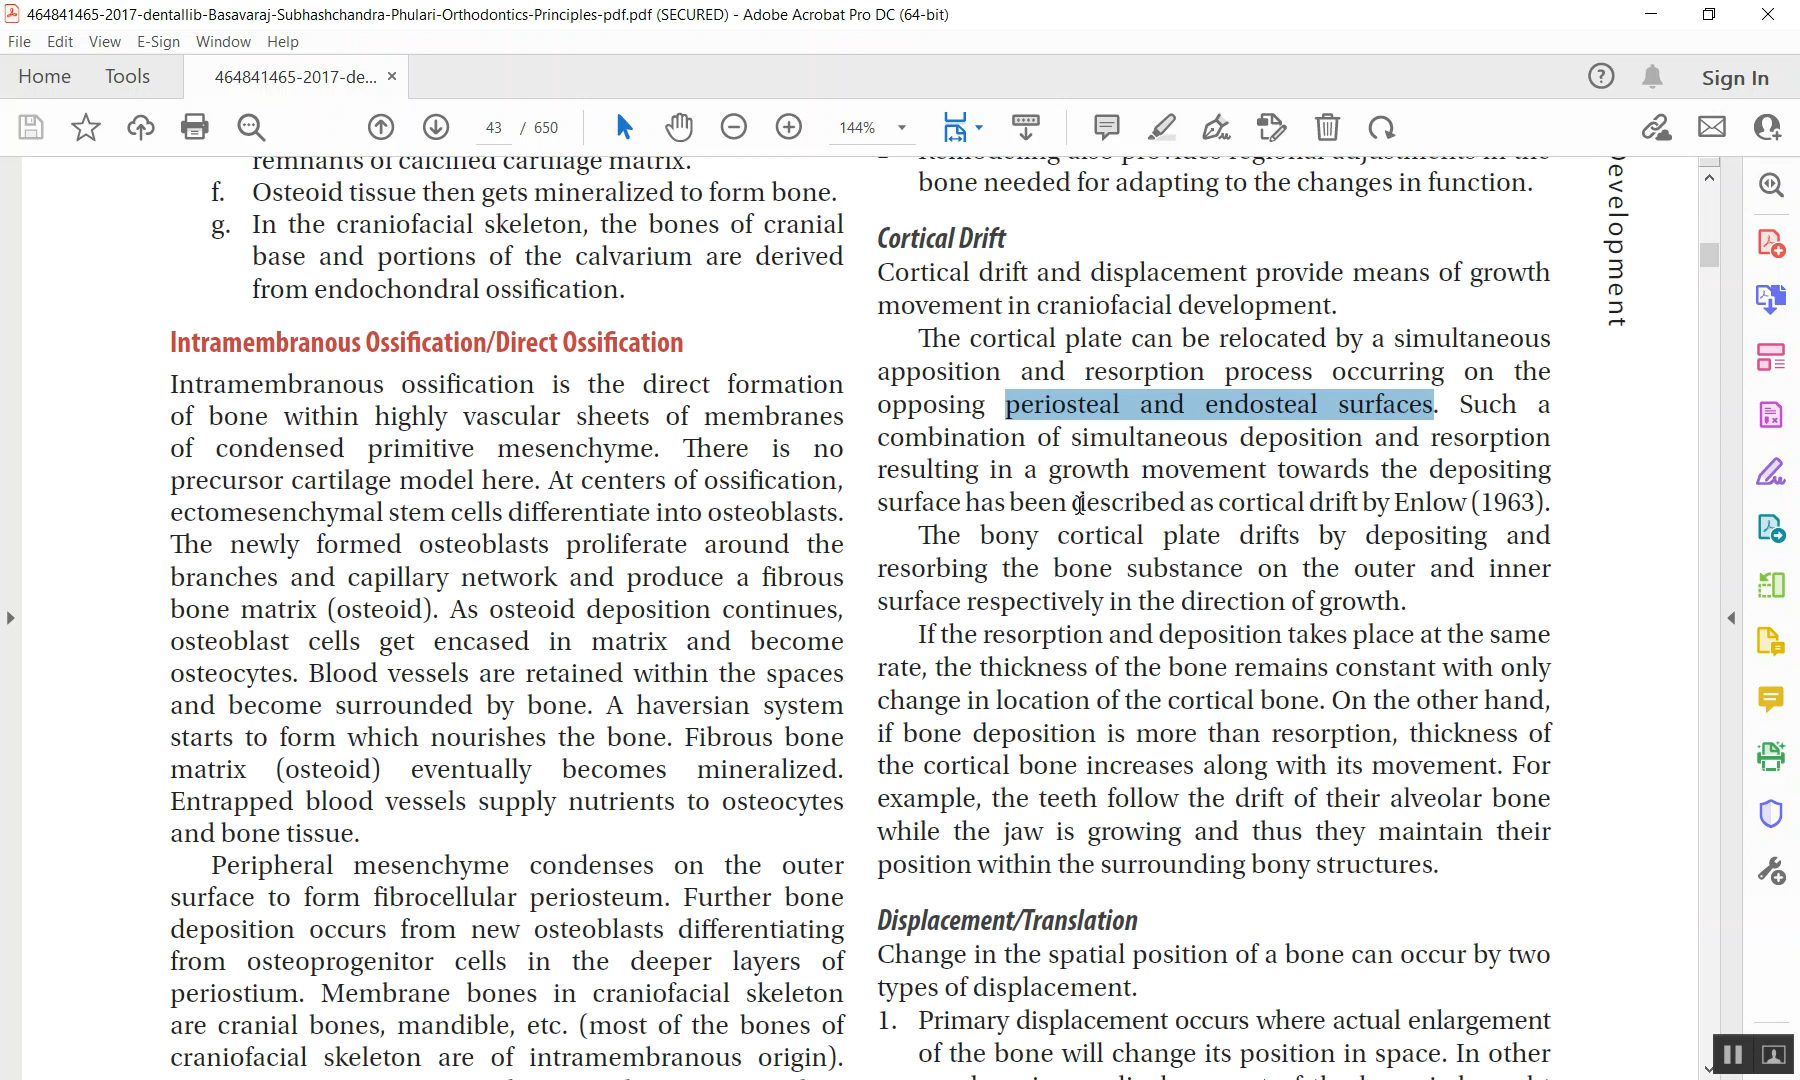 464841465-2017-dentallib-Basavaraj-Subhashchandra-Phulari-Orthodontics-Principles-pdf.pdf (SECURED) - Adobe Acrobat Pro DC (64-bit)
File Edit View E-Sign Window Help
Home Tools 464841465-2017-de... × Sign In
43 / 650 144%
remnants of calcified cartilage matrix.
f. Osteoid tissue then gets mineralized to form bone.
g. In the craniofacial skeleton, the bones of cranial
base and portions of the calvarium are derived
from endochondral ossification.
Intramembranous Ossification/Direct Ossification
Intramembranous ossification is the direct formation
of bone within highly vascular sheets of membranes
of condensed primitive mesenchyme. There is no
precursor cartilage model here. At centers of ossification,
ectomesenchymal stem cells differentiate into osteoblasts.
The newly formed osteoblasts proliferate around the
branches and capillary network and produce a fibrous
bone matrix (osteoid). As osteoid deposition continues,
osteoblast cells get encased in matrix and become
osteocytes. Blood vessels are retained within the spaces
and become surrounded by bone. A haversian system
starts to form which nourishes the bone. Fibrous bone
matrix (osteoid) eventually becomes mineralized.
Entrapped blood vessels supply nutrients to osteocytes
and bone tissue.
Peripheral mesenchyme condenses on the outer
surface to form fibrocellular periosteum. Further bone
deposition occurs from new osteoblasts differentiating
from osteoprogenitor cells in the deeper layers of
periostium. Membrane bones in craniofacial skeleton
are cranial bones, mandible, etc. (most of the bones of
craniofacial skeleton are of intramembranous origin).
Remodeling also provides regional adjustments in the
bone needed for adapting to the changes in function.
Cortical Drift
Cortical drift and displacement provide means of growth
movement in craniofacial development.
The cortical plate can be relocated by a simultaneous
apposition and resorption process occurring on the
opposing periosteal and endosteal surfaces. Such a
combination of simultaneous deposition and resorption
resulting in a growth movement towards the depositing
surface has been described as cortical drift by Enlow (1963).
The bony cortical plate drifts by depositing and
resorbing the bone substance on the outer and inner
surface respectively in the direction of growth.
If the resorption and deposition takes place at the same
rate, the thickness of the bone remains constant with only
change in location of the cortical bone. On the other hand,
if bone deposition is more than resorption, thickness of
the cortical bone increases along with its movement. For
example, the teeth follow the drift of their alveolar bone
while the jaw is growing and thus they maintain their
position within the surrounding bony structures.
Displacement/Translation
Change in the spatial position of a bone can occur by two
types of displacement.
1. Primary displacement occurs where actual enlargement
of the bone will change its position in space. In other
Development